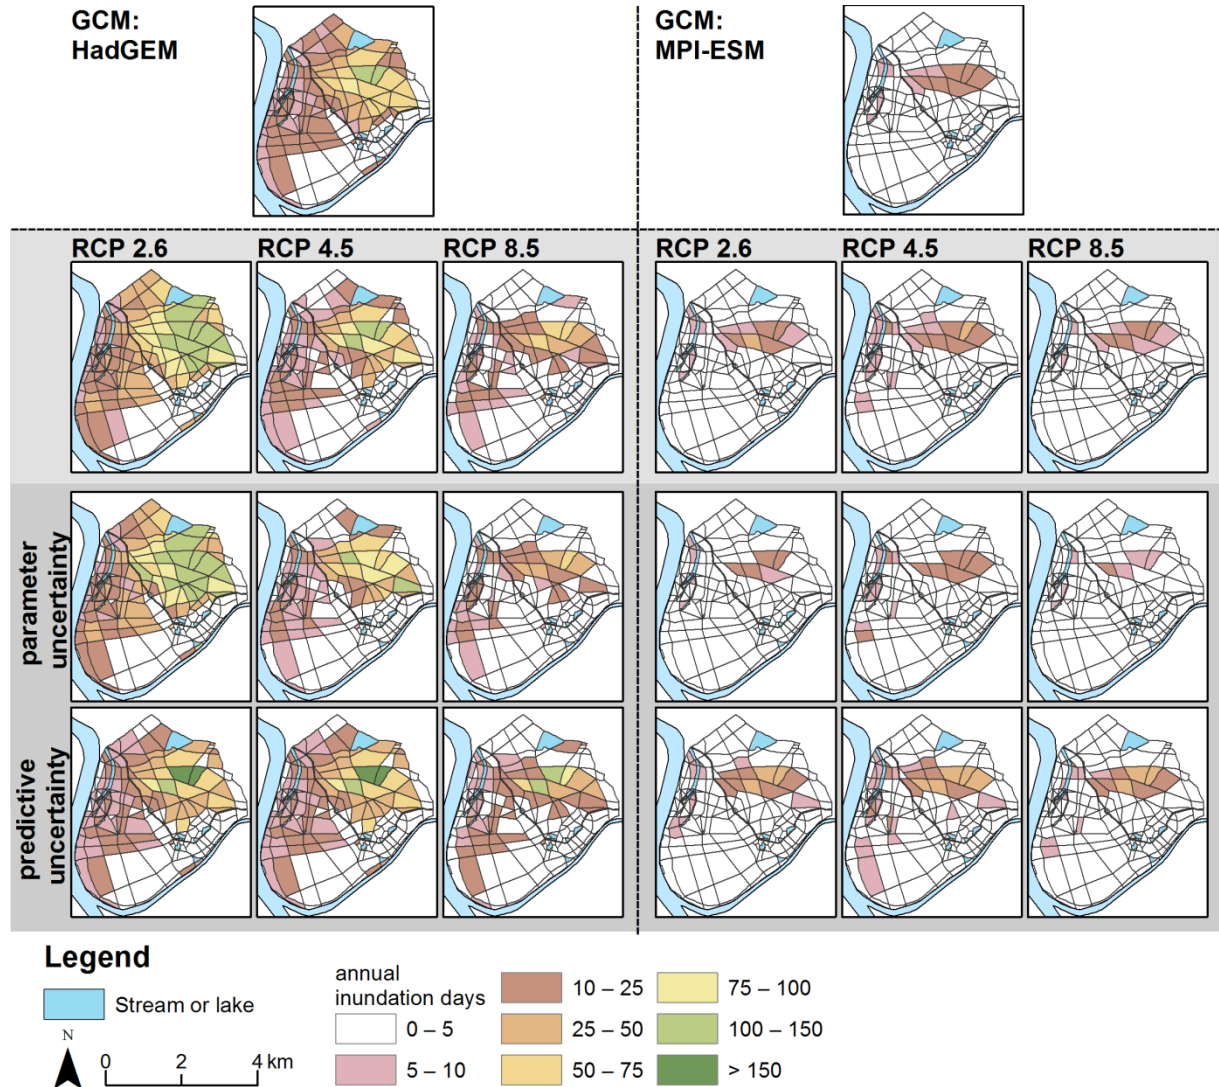 GCM:
HadGEM
GCM:
MPI-ESM
RCP 2.6
RCP 4.5
RCP 8.5
RCP 2.6
RCP 4.5
RCP 8.5
parameter
uncertainty
predictive
uncertainty
Legend
Stream or lake
N
0 2 4 km
annual
inundation days
0 – 5
5 – 10
10 – 25
25 – 50
50 – 75
75 – 100
100 – 150
> 150